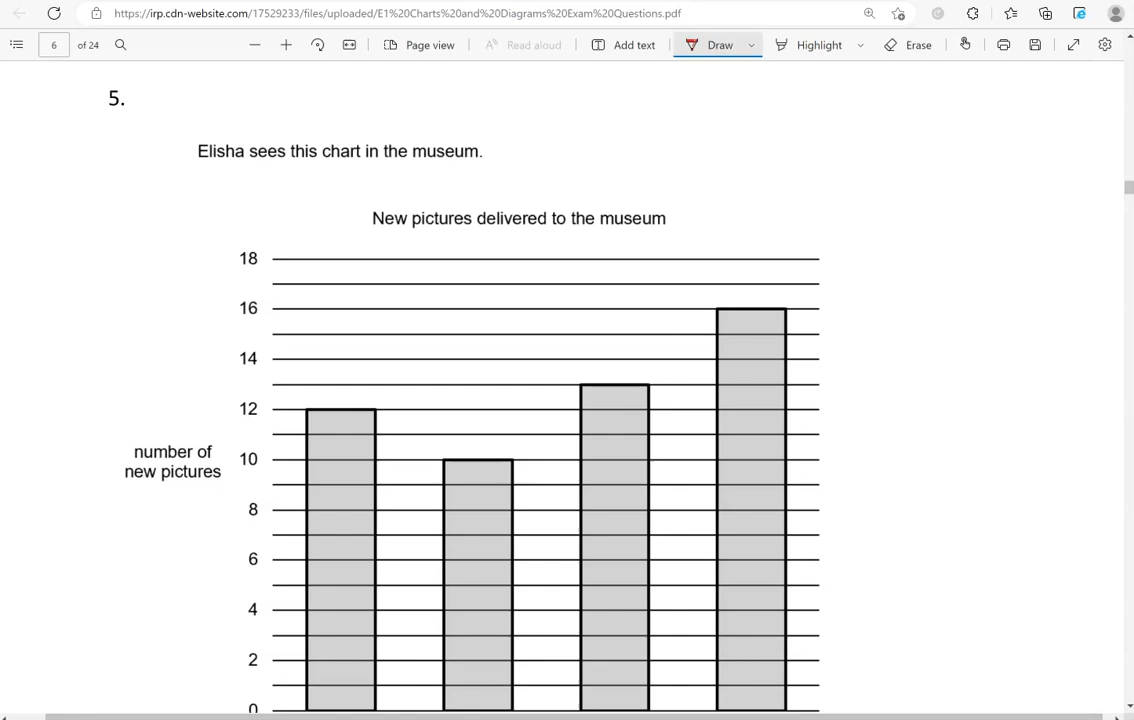 https://irp.cdn-website.com/17529233/files/uploaded/E1%20Charts%20and%20Diagrams%20Exam%20Questions.pdf
6 of 24 Page view Read aloud Add text Draw Highlight Erase
5.
Elisha sees this chart in the museum.
New pictures delivered to the museum
18
16
14
12
number of
new pictures
10
8
6
4
2
0